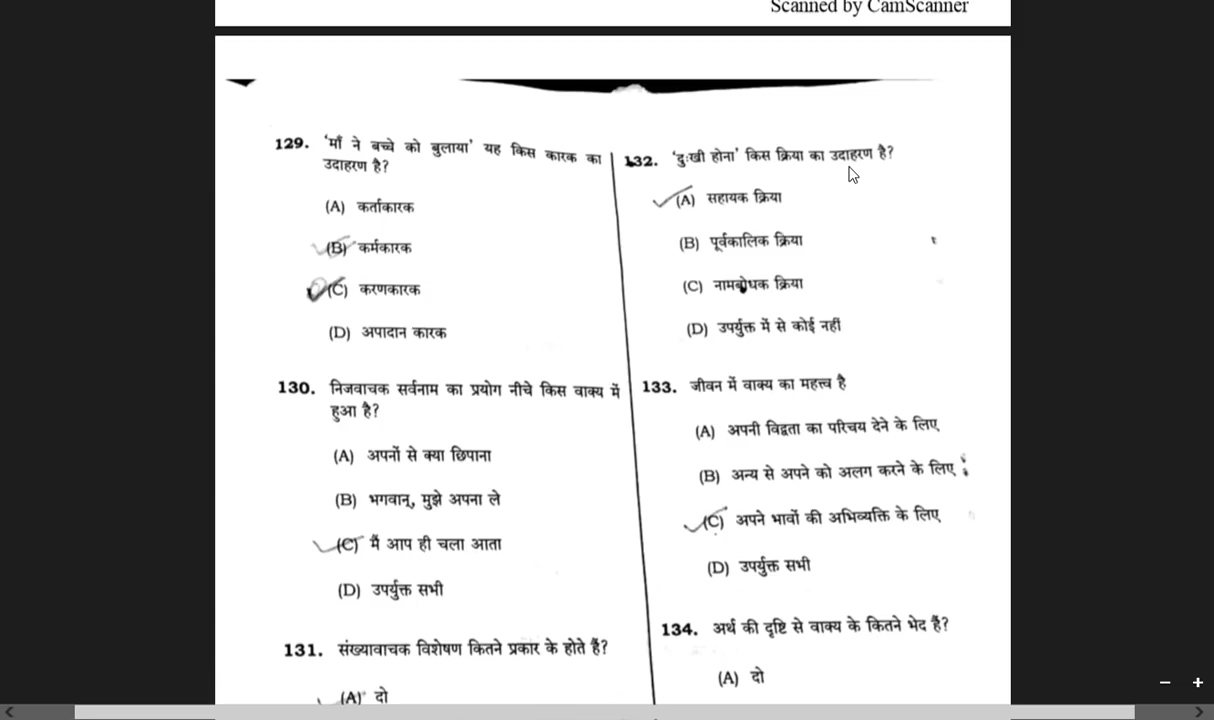 Scanned by CamScanner
129. 'माँ ने बच्चे को बुलाया' यह किस कारक का
उदाहरण है?
(A) कर्ताकारक
(B) कर्मकारक
(C) करणकारक
(D) अपादान कारक
130. निजवाचक सर्वनाम का प्रयोग नीचे किस वाक्य में
हुआ है?
(A) अपनों से क्या छिपाना
(B) भगवान्, मुझे अपना ले
(C) मैं आप ही चला आता
(D) उपर्युक्त सभी
131. संख्यावाचक विशेषण कितने प्रकार के होते हैं?
(A) दो
132. 'दुःखी होना' किस क्रिया का उदाहरण है?
(A) सहायक क्रिया
(B) पूर्वकालिक क्रिया
(C) नामबोधक क्रिया
(D) उपर्युक्त में से कोई नहीं
133. जीवन में वाक्य का महत्त्व है
(A) अपनी विद्वता का परिचय देने के लिए
(B) अन्य से अपने को अलग करने के लिए
(C) अपने भावों की अभिव्यक्ति के लिए
(D) उपर्युक्त सभी
134. अर्थ की दृष्टि से वाक्य के कितने भेद हैं?
(A) दो